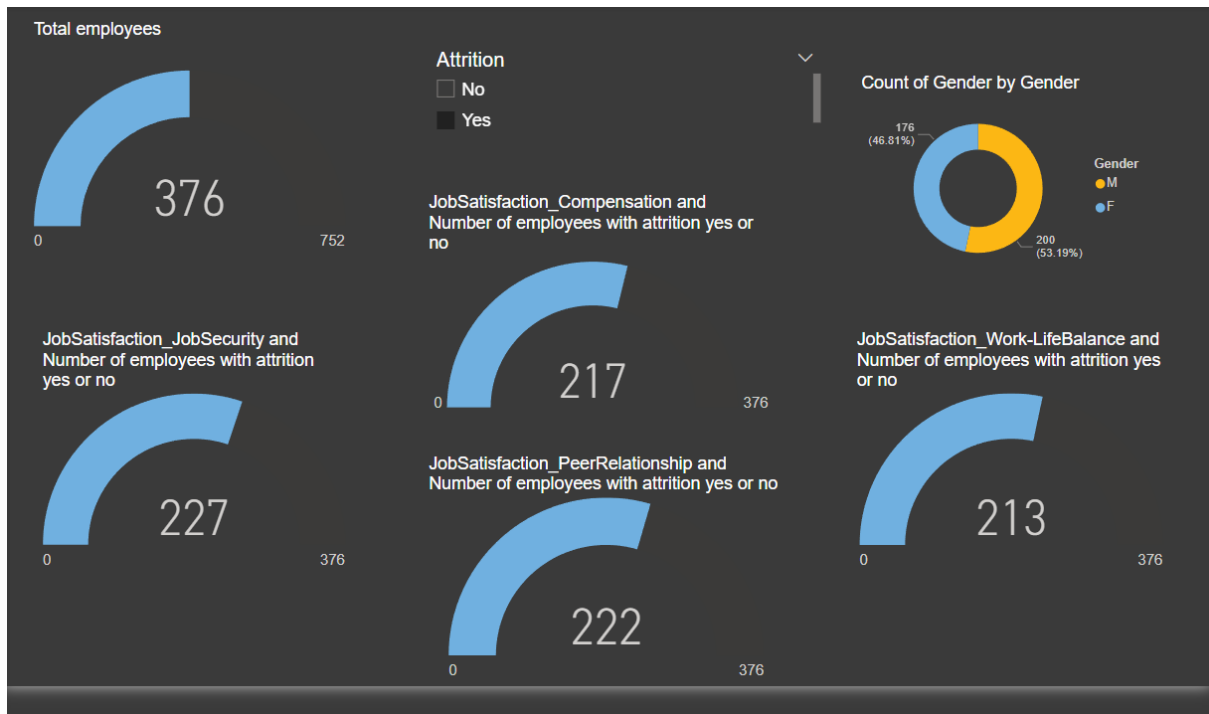 Total employees
376
0
752
Attrition
No
Yes
Count of Gender by Gender
176
(46.81%)
200
(53.19%)
Gender
M
F
JobSatisfaction_Compensation and
Number of employees with attrition yes or
no
217
0
376
JobSatisfaction_JobSecurity and
Number of employees with attrition
yes or no
227
0
376
JobSatisfaction_PeerRelationship and
Number of employees with attrition yes or no
222
0
376
JobSatisfaction_Work-LifeBalance and
Number of employees with attrition yes
or no
213
0
376